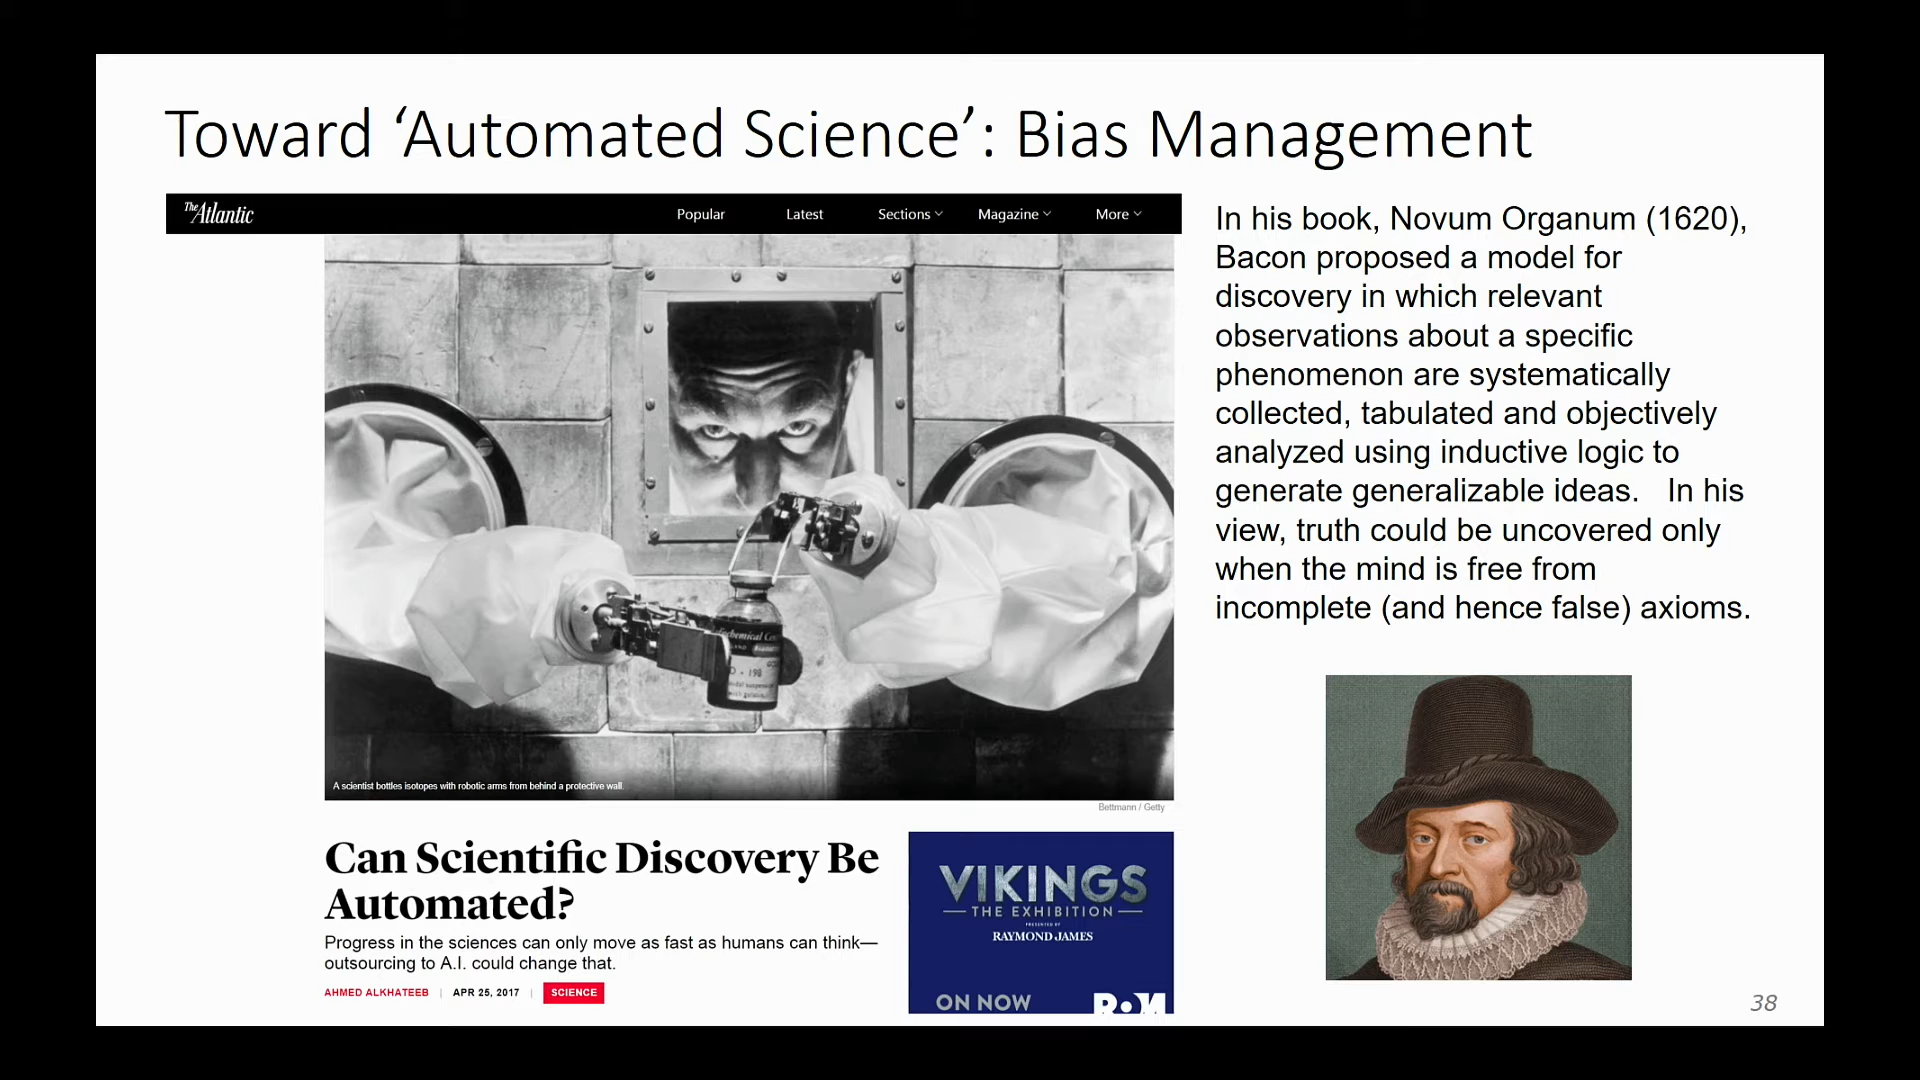 Toward ‘Automated Science’: Bias Management
The Atlantic
Popular Latest Sections Magazine More
In his book, Novum Organum (1620),
Bacon proposed a model for
discovery in which relevant
observations about a specific
phenomenon are systematically
collected, tabulated and objectively
analyzed using inductive logic to
generate generalizable ideas. In his
view, truth could be uncovered only
when the mind is free from
incomplete (and hence false) axioms.
198
A scientist bottles isotopes with robotic arms from behind a protective wall.
Bettmann / Getty
Can Scientific Discovery Be
Automated?
Progress in the sciences can only move as fast as humans can think—
outsourcing to A.I. could change that.
AHMED ALKHATEEB | APR 25, 2017 | SCIENCE
VIKINGS
THE EXHIBITION
PRESENTED BY
RAYMOND JAMES
ON NOW
ROM
38